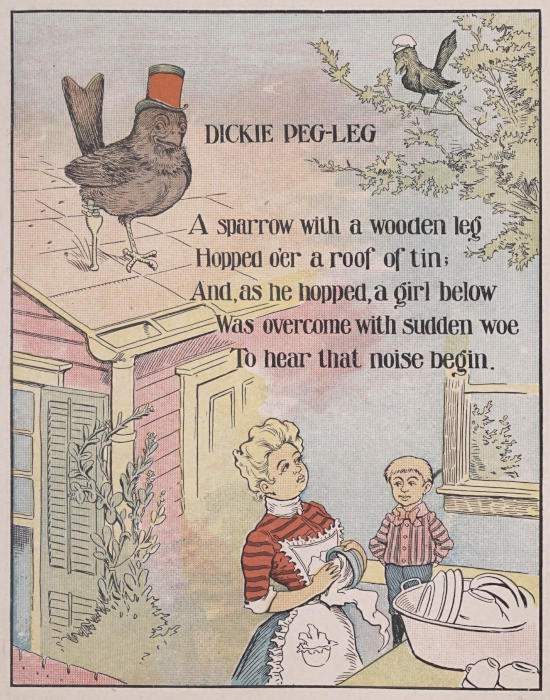 DICKIE PEG-LEG
A sparrow with a wooden leg
Hopped o'er a roof of tin;
And, as he hopped, a girl below
Was overcome with sudden woe
To hear that noise begin.